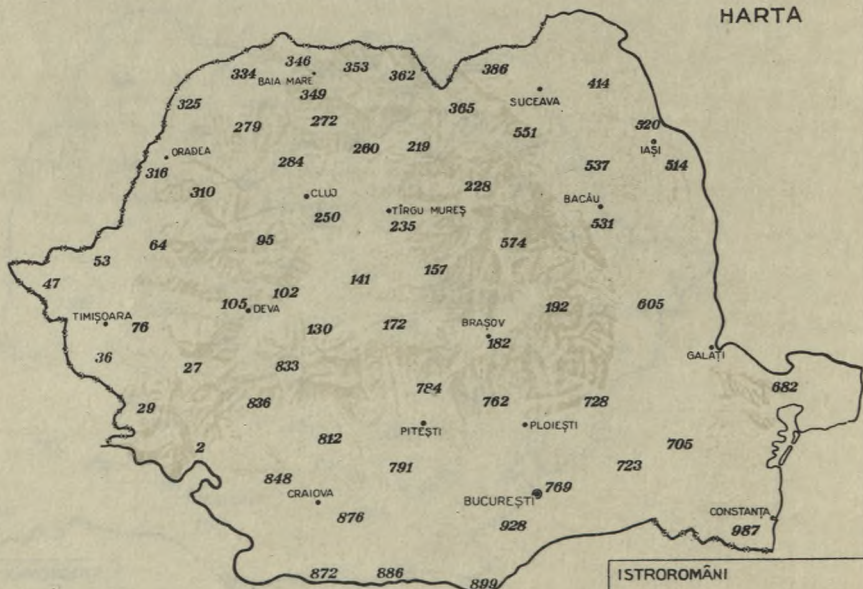 HARTA
346 353 386
334 BAIA MARE 362 414
325 349 365 SUCEAVA
279 272 551 520
ORADEA 260 219 IAȘI
316 284 537 514
310 CLUJ 228 BACĂU
250 TÎRGU MUREȘ 531
64 95 235 574
53 157
47 102 141 605
105 DEVA 192
TIMIȘOARA 76 130 172 BRAȘOV
36 182 GALAȚI
27 833
784 682
29 836 762 728
PITEȘTI PLOIEȘTI
2 812 705
848 791 723
CRAIOVA BUCUREȘTI 769
876 928 CONSTANȚA
987
872 886 899
ISTROROMÂNI